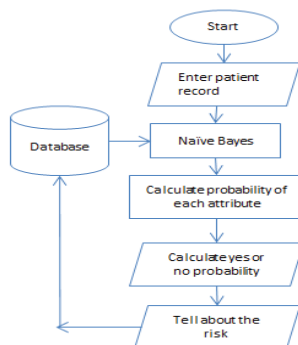 Start
Enter patient
record
Database
Naïve Bayes
Calculate probability of
each attribute
Calculate yes or
no probability
Tell about the
risk